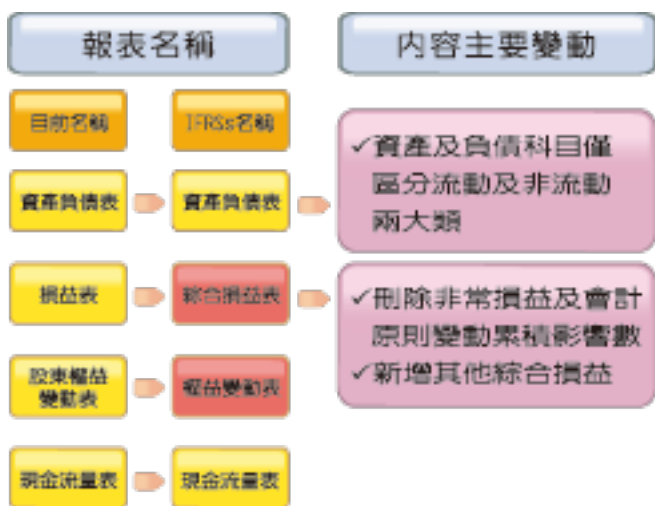 報表名稱
內容主要變動
目前名稱
IFRSs名稱
資產負債表
資產負債表
✓資產及負債科目僅
區分流動及非流動
兩大類
損益表
綜合損益表
✓刪除非常損益及會計
原則變動累積影響數
✓新增其他綜合損益
股東權益
變動表
權益變動表
現金流量表
現金流量表